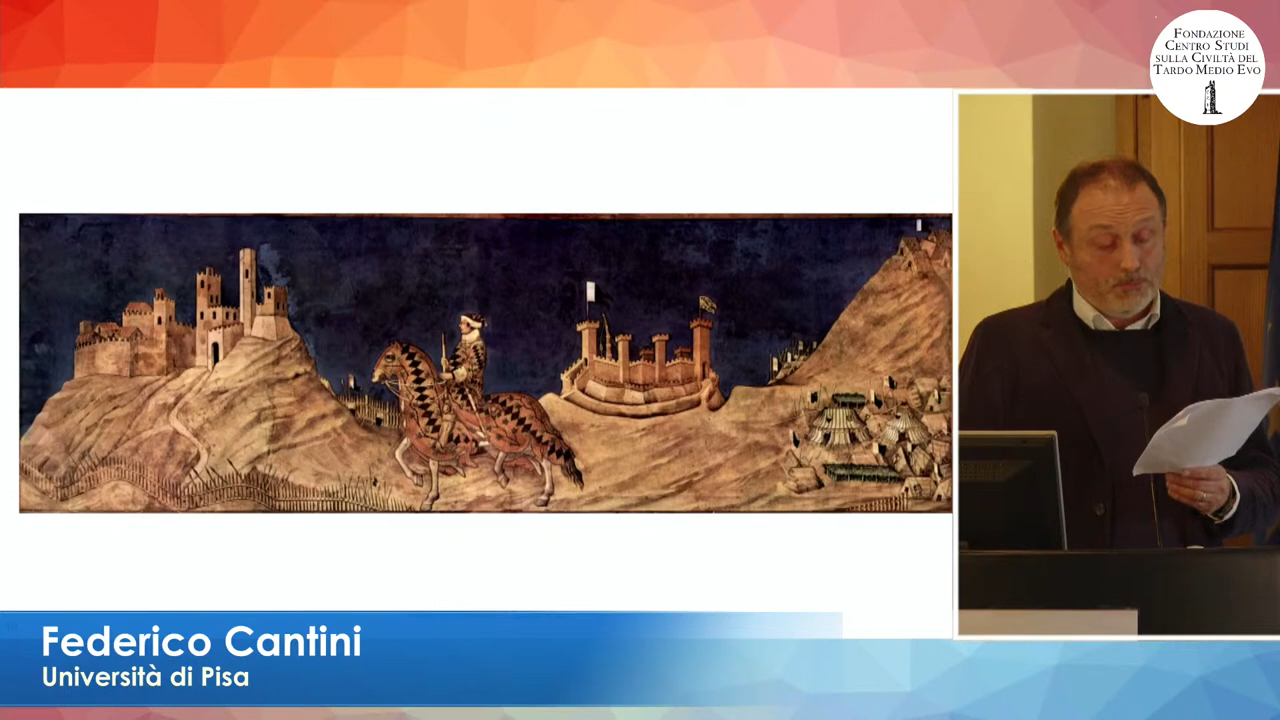 FONDAZIONE
CENTRO STUDI
SULLA CIVILTÀ DEL
TARDO MEDIO EVO
Federico Cantini
Università di Pisa